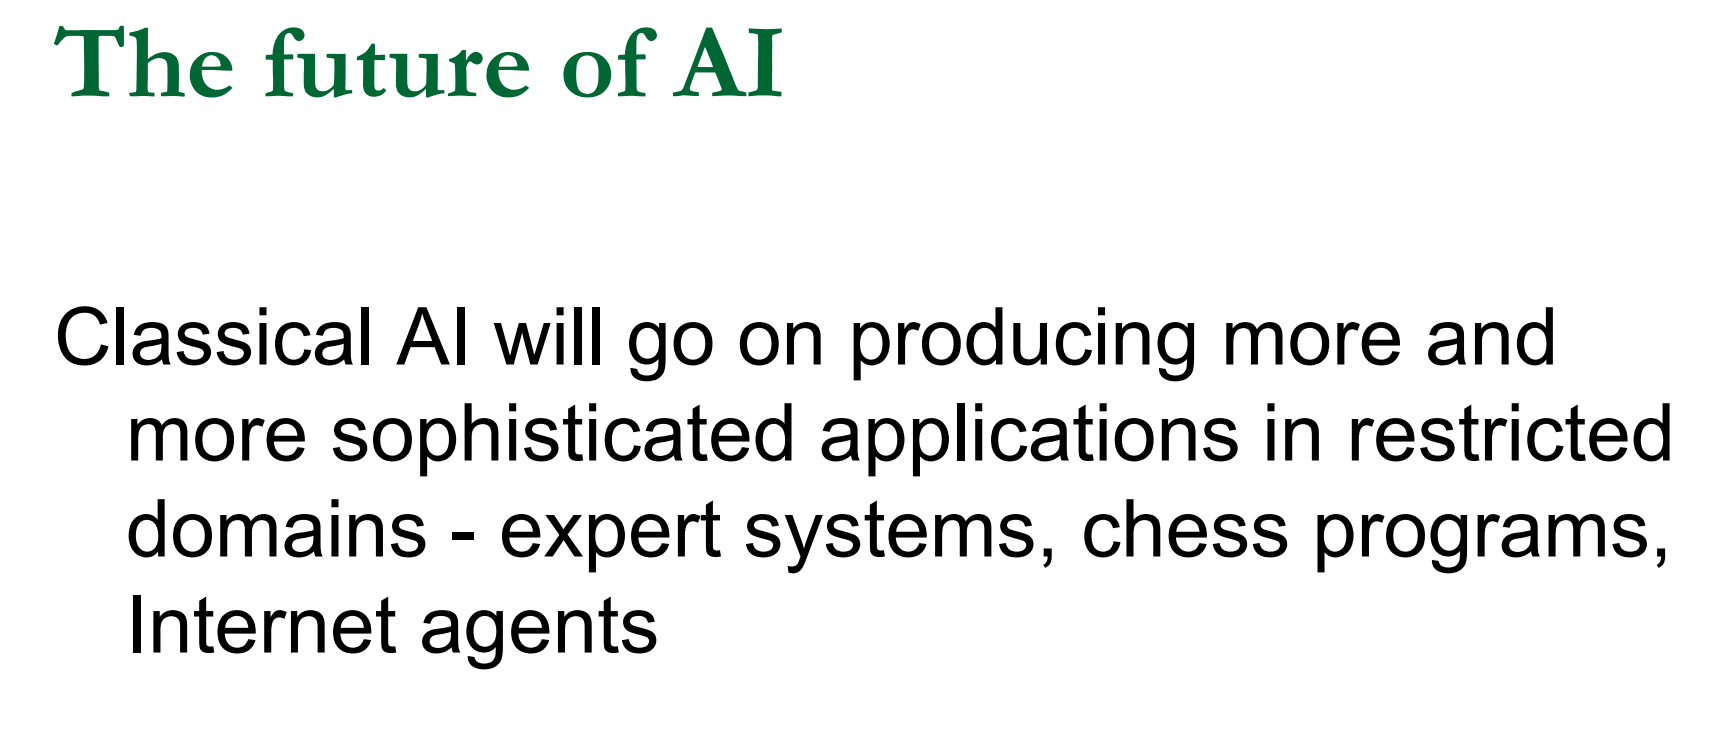 The future of AI
Classical AI will go on producing more and
more sophisticated applications in restricted
domains - expert systems, chess programs,
Internet agents